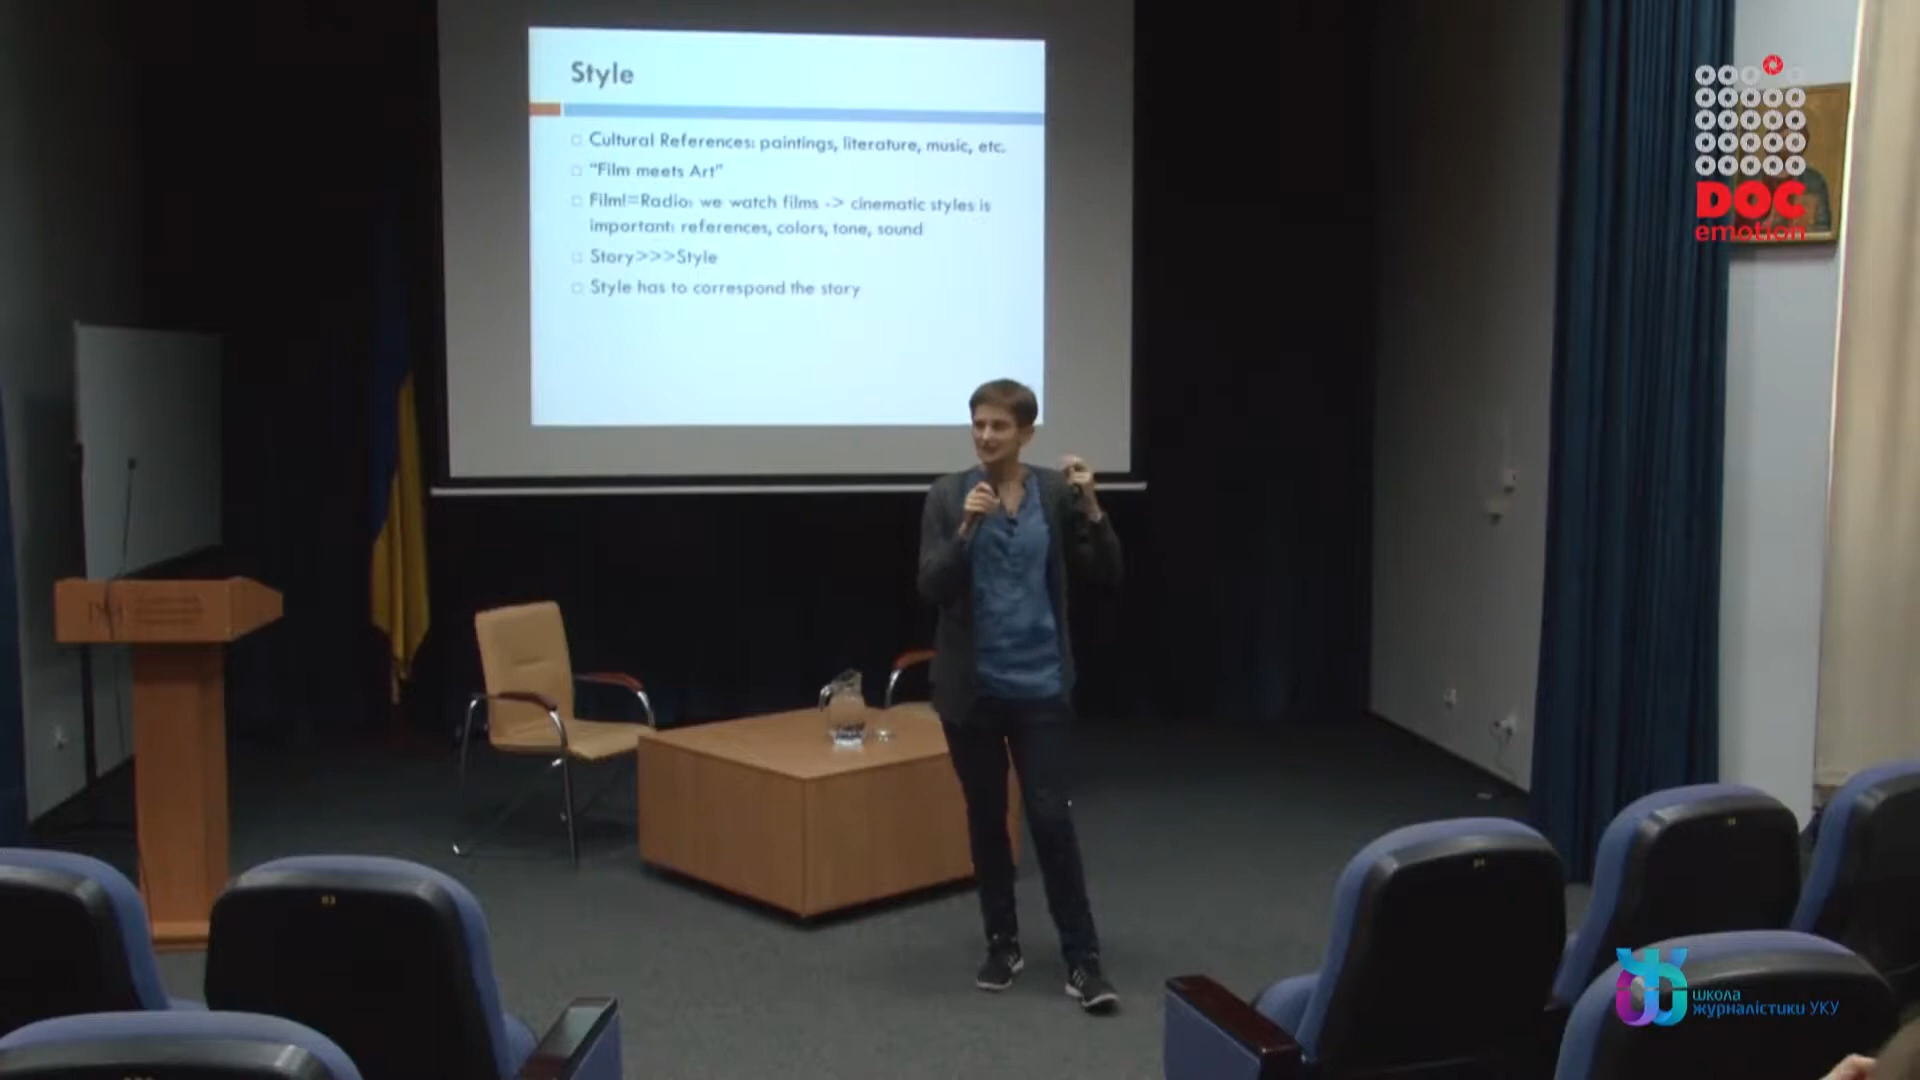 Style
Cultural References: paintings, literature, music, etc.
"Film meets Art"
Film!=Radio: we watch films -> cinematic styles is
important: references, colors, tone, sound
Story>>>Style
Style has to correspond the story
DOC
emotion
школа
журналістики УКУ